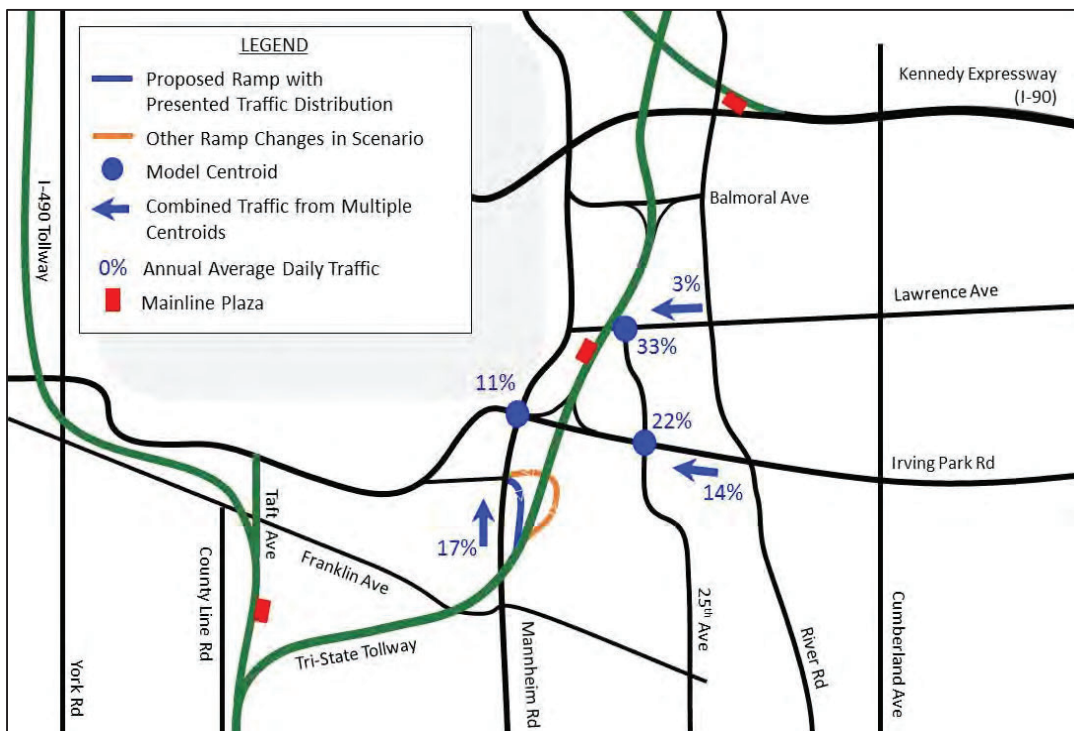 LEGEND
Proposed Ramp with
Presented Traffic Distribution
Other Ramp Changes in Scenario
Model Centroid
Combined Traffic from Multiple
Centroids
0% Annual Average Daily Traffic
Mainline Plaza
Kennedy Expressway
(I-90)
I-490 Tollway
Balmoral Ave
3%
Lawrence Ave
33%
11%
22%
Irving Park Rd
14%
17%
Taft Ave
Franklin Ave
County Line Rd
Tri-State Tollway
York Rd
Mannheim Rd
25th Ave
River Rd
Cumberland Ave